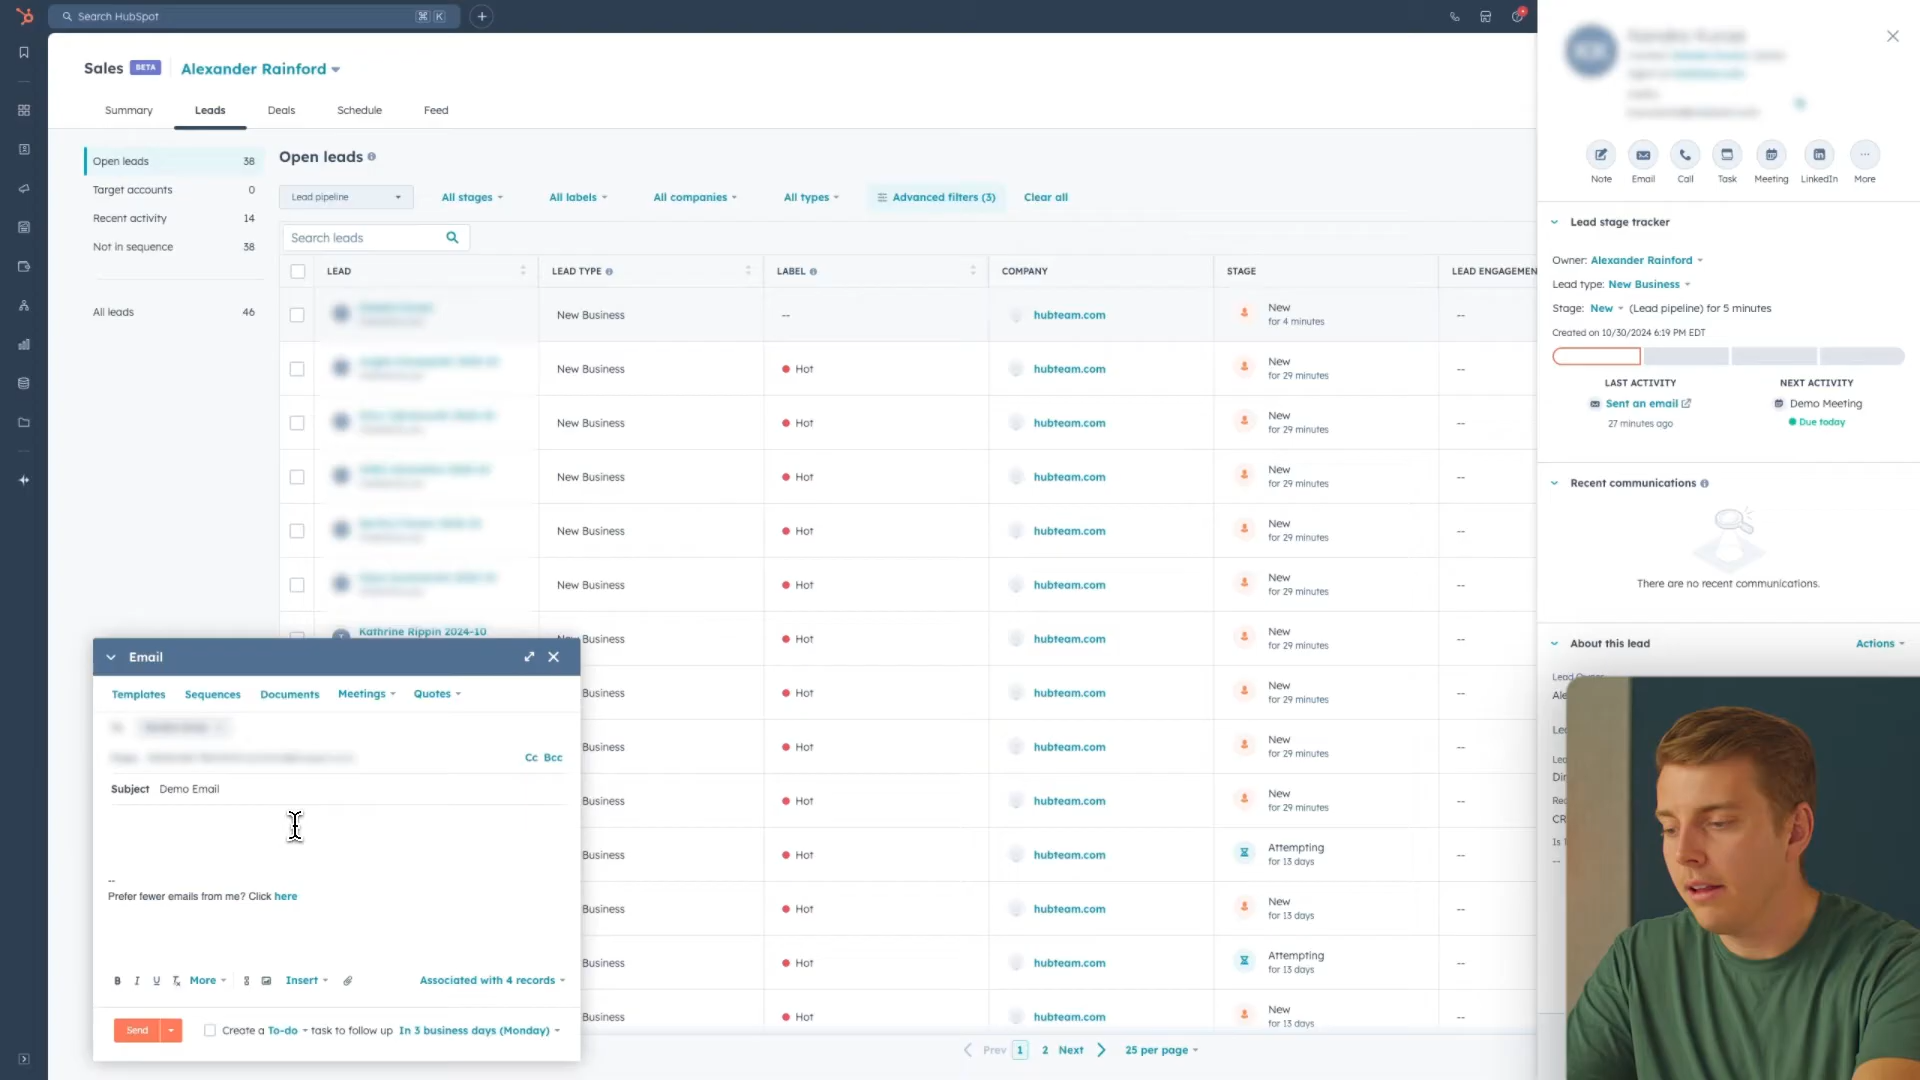 Search HubSpot
⌘ K
Sales BETA Alexander Rainford
Summary Leads Deals Schedule Feed
Open leads 38
Target accounts 0
Recent activity 14
Not in sequence 38
All leads 46
Open leads
Lead pipeline All stages All labels All companies All types Advanced filters (3) Clear all
Search leads
LEAD LEAD TYPE LABEL COMPANY STAGE LEAD ENGAGEMEN
New Business -- hubteam.com New --
for 4 minutes
New Business Hot hubteam.com New --
for 29 minutes
New Business Hot hubteam.com New --
for 29 minutes
New Business Hot hubteam.com New --
for 29 minutes
New Business Hot hubteam.com New --
for 29 minutes
New Business Hot hubteam.com New --
for 29 minutes
Kathrine Rippin 2024-10 New Business Hot hubteam.com New --
for 29 minutes
Business Hot hubteam.com New --
for 29 minutes
Business Hot hubteam.com New --
for 29 minutes
Business Hot hubteam.com New --
for 29 minutes
Business Hot hubteam.com Attempting --
for 13 days
Business Hot hubteam.com New --
for 13 days
Business Hot hubteam.com Attempting --
for 13 days
Business Hot hubteam.com New --
for 13 days
Prev 1 2 Next 25 per page
Email
Templates Sequences Documents Meetings Quotes
Cc Bcc
Subject Demo Email
--
Prefer fewer emails from me? Click here
B I U Tx More Insert Associated with 4 records
Send Create a To-do task to follow up In 3 business days (Monday)
Note Email Call Task Meeting LinkedIn More
Lead stage tracker
Owner: Alexander Rainford
Lead type: New Business
Stage: New (Lead pipeline) for 5 minutes
Created on 10/30/2024 6:19 PM EDT
LAST ACTIVITY NEXT ACTIVITY
Sent an email Demo Meeting
27 minutes ago Due today
Recent communications
There are no recent communications.
About this lead Actions